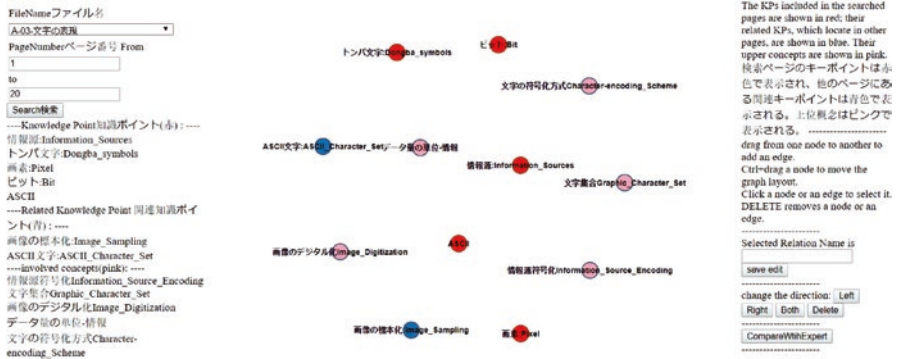 FileNameファイル名
A-03-文字の表現
PageNumberページ番号 From
1
to
20
Search検索
----Knowledge Point知識ポイント(赤) : ----
情報源:Information_Sources
トンパ文字:Dongba_symbols
画素:Pixel
ビット:Bit
ASCII
----Related Knowledge Point 関連知識ポイ
ント(青) : ----
画像の標本化:Image_Sampling
ASCII文字:ASCII_Character_Set
----involved concepts(pink): ----
情報源符号化Information_Source_Encoding
文字集合Graphic_Character_Set
画像のデジタル化Image_Digitization
データ量の単位-情報
文字の符号化方式Character-
encoding_Scheme
トンパ文字:Dongba_symbols
ビット:Bit
文字の符号化方式Character-encoding_Scheme
ASCII文字:ASCII_Character_Set
データ量の単位-情報
情報源:Information_Sources
文字集合Graphic_Character_Set
ASCII
画像のデジタル化Image_Digitization
情報源符号化Information_Source_Encoding
画像の標本化:Image_Sampling
画素:Pixel
The KPs included in the searched
pages are shown in red; their
related KPs, which locate in other
pages, are shown in blue. Their
upper concepts are shown in pink.
検索ページのキーポイントは赤
色で表示され、他のページにあ
る関連キーポイントは青色で表
示される。上位概念はピンクで
表示される。 ----------------------
drag from one node to another to
add an edge.
Ctrl+drag a node to move the
graph layout.
Click a node or an edge to select it.
DELETE removes a node or an
edge.
----------------------
Selected Relation Name is
save edit
----------------------
change the direction: Left
Right Both Delete
----------------------
CompareWtihExpert
----------------------